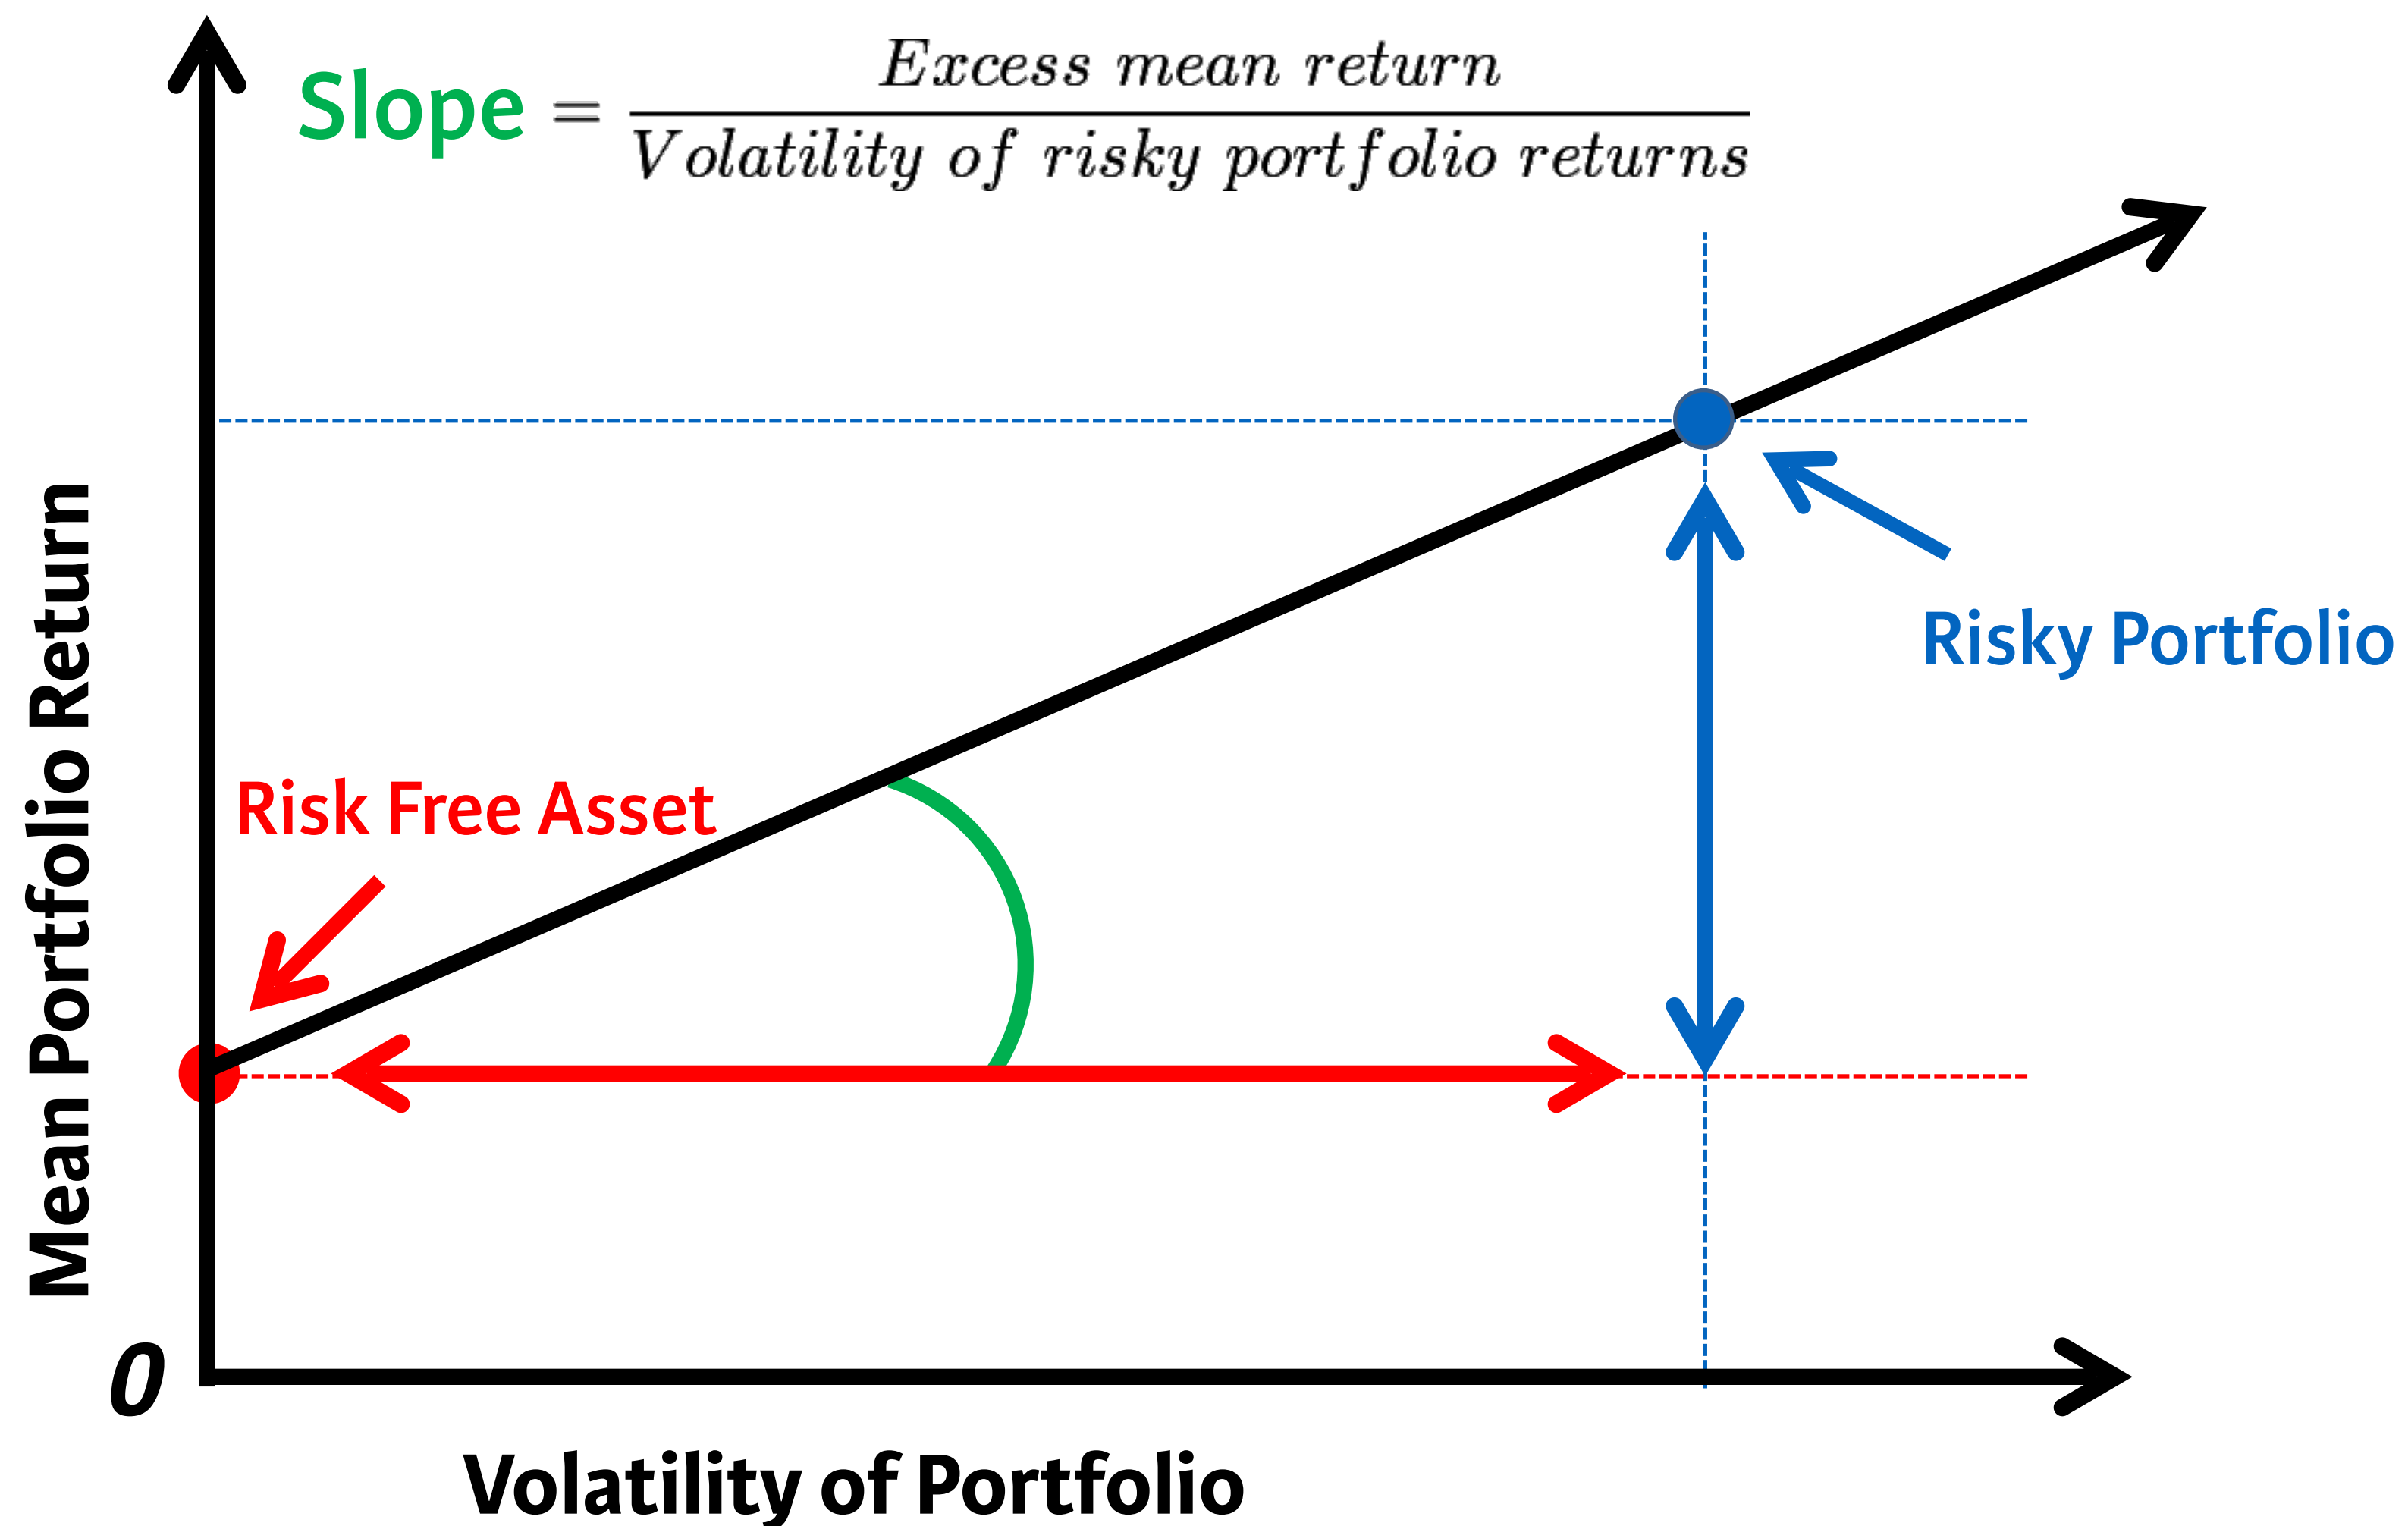 Slope = Excess mean return / Volatility of risky portfolio returns
Risky Portfolio
Risk Free Asset
Mean Portfolio Return
0
Volatility of Portfolio